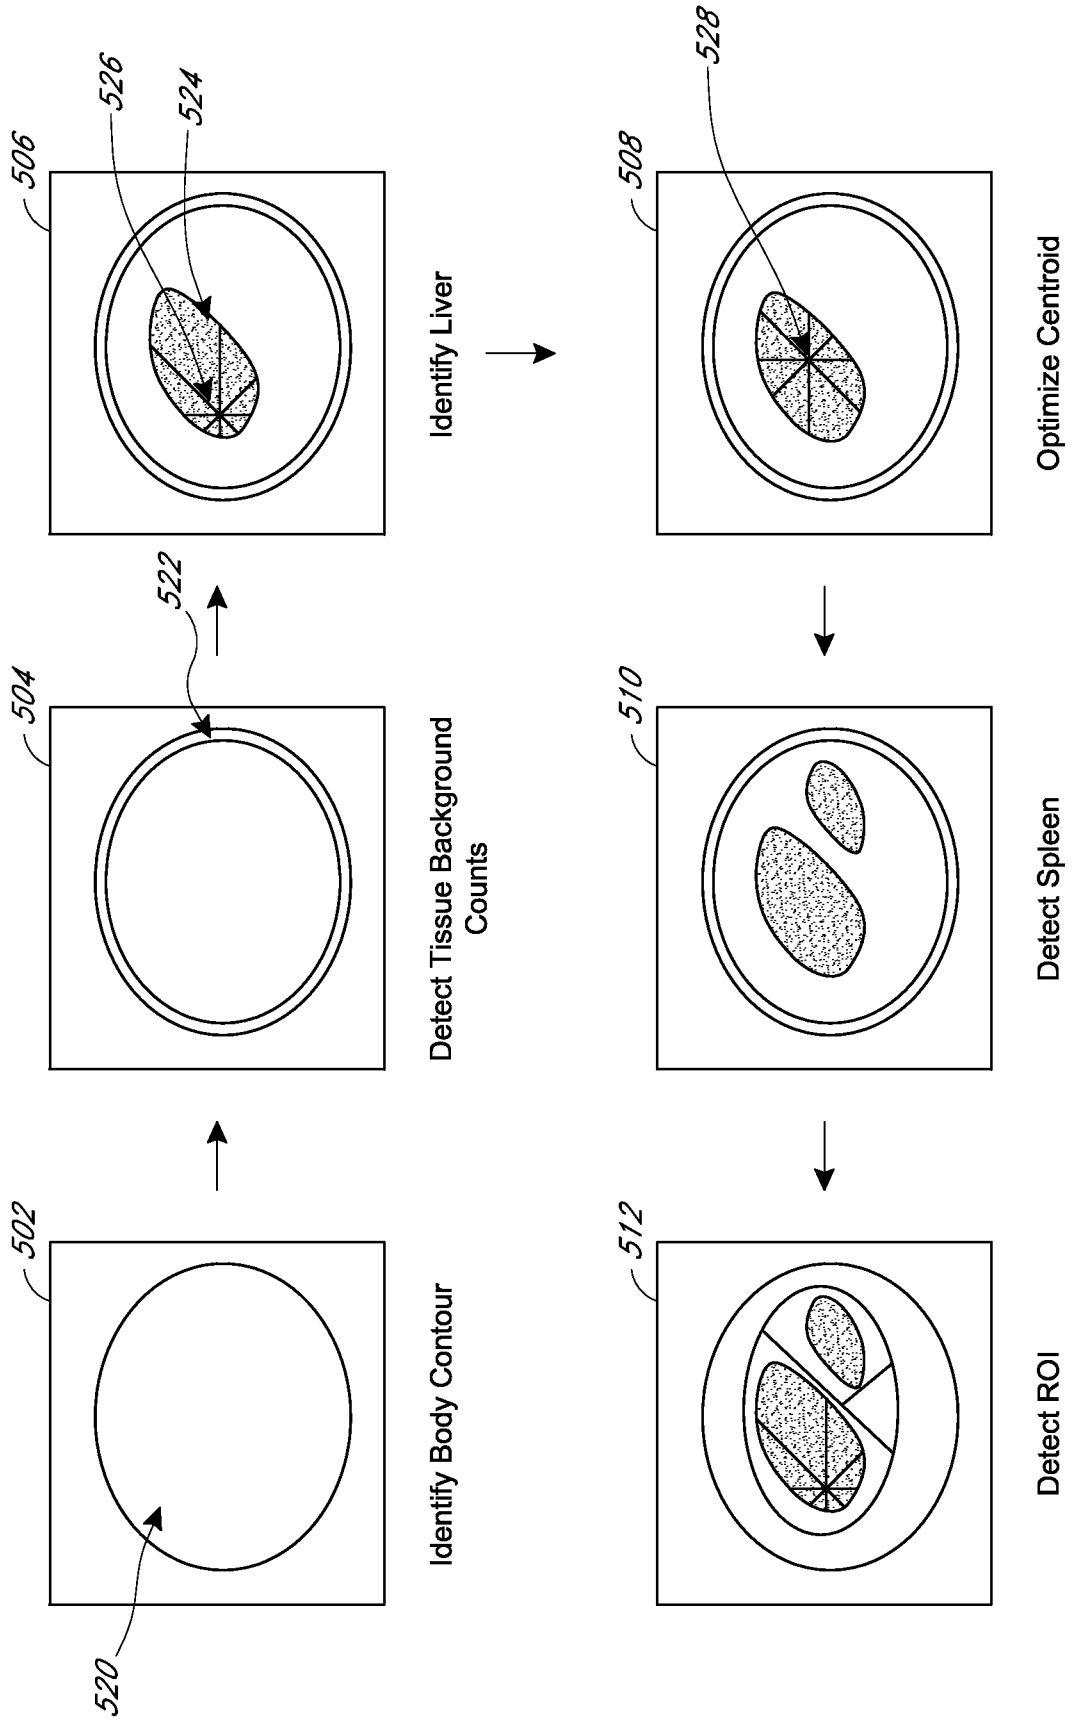 502
520
Identify Body Contour
504
522
Detect Tissue Background
Counts
506
526
524
Identify Liver
508
528
Optimize Centroid
510
Detect Spleen
512
Detect ROI